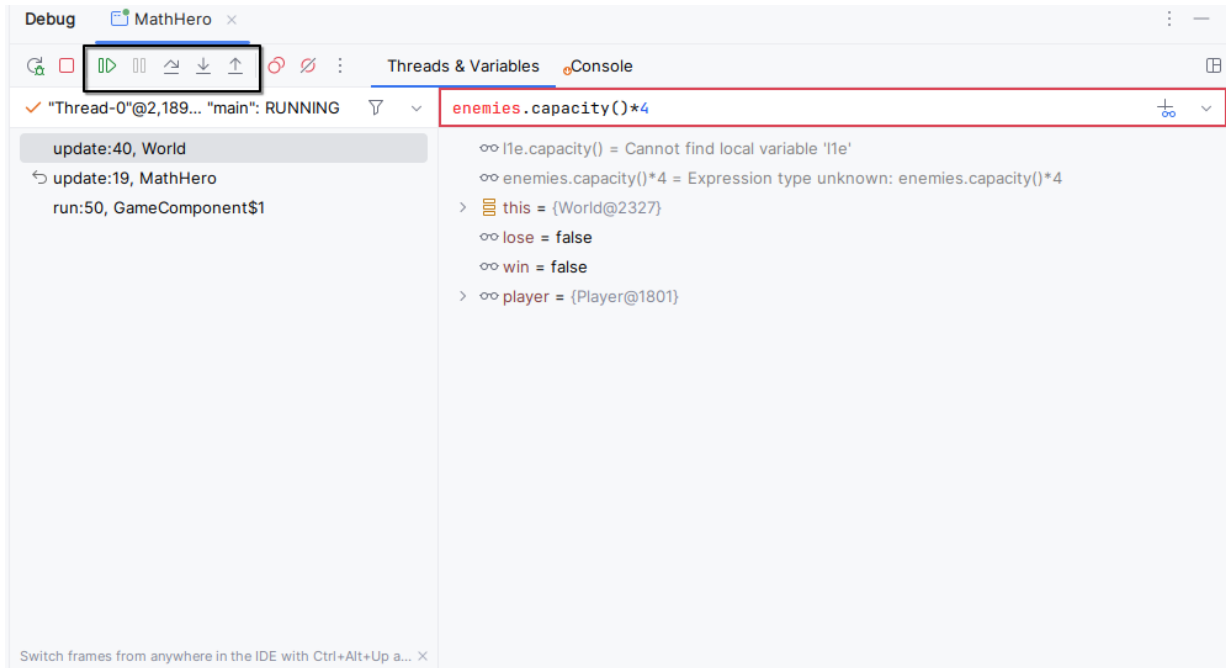 Debug MathHero
Threads & Variables Console
"Thread-0"@2,189... "main": RUNNING
enemies.capacity()*4
update:40, World
update:19, MathHero
run:50, GameComponent$1
l1e.capacity() = Cannot find local variable 'l1e'
enemies.capacity()*4 = Expression type unknown: enemies.capacity()*4
this = {World@2327}
lose = false
win = false
player = {Player@1801}
Switch frames from anywhere in the IDE with Ctrl+Alt+Up a...